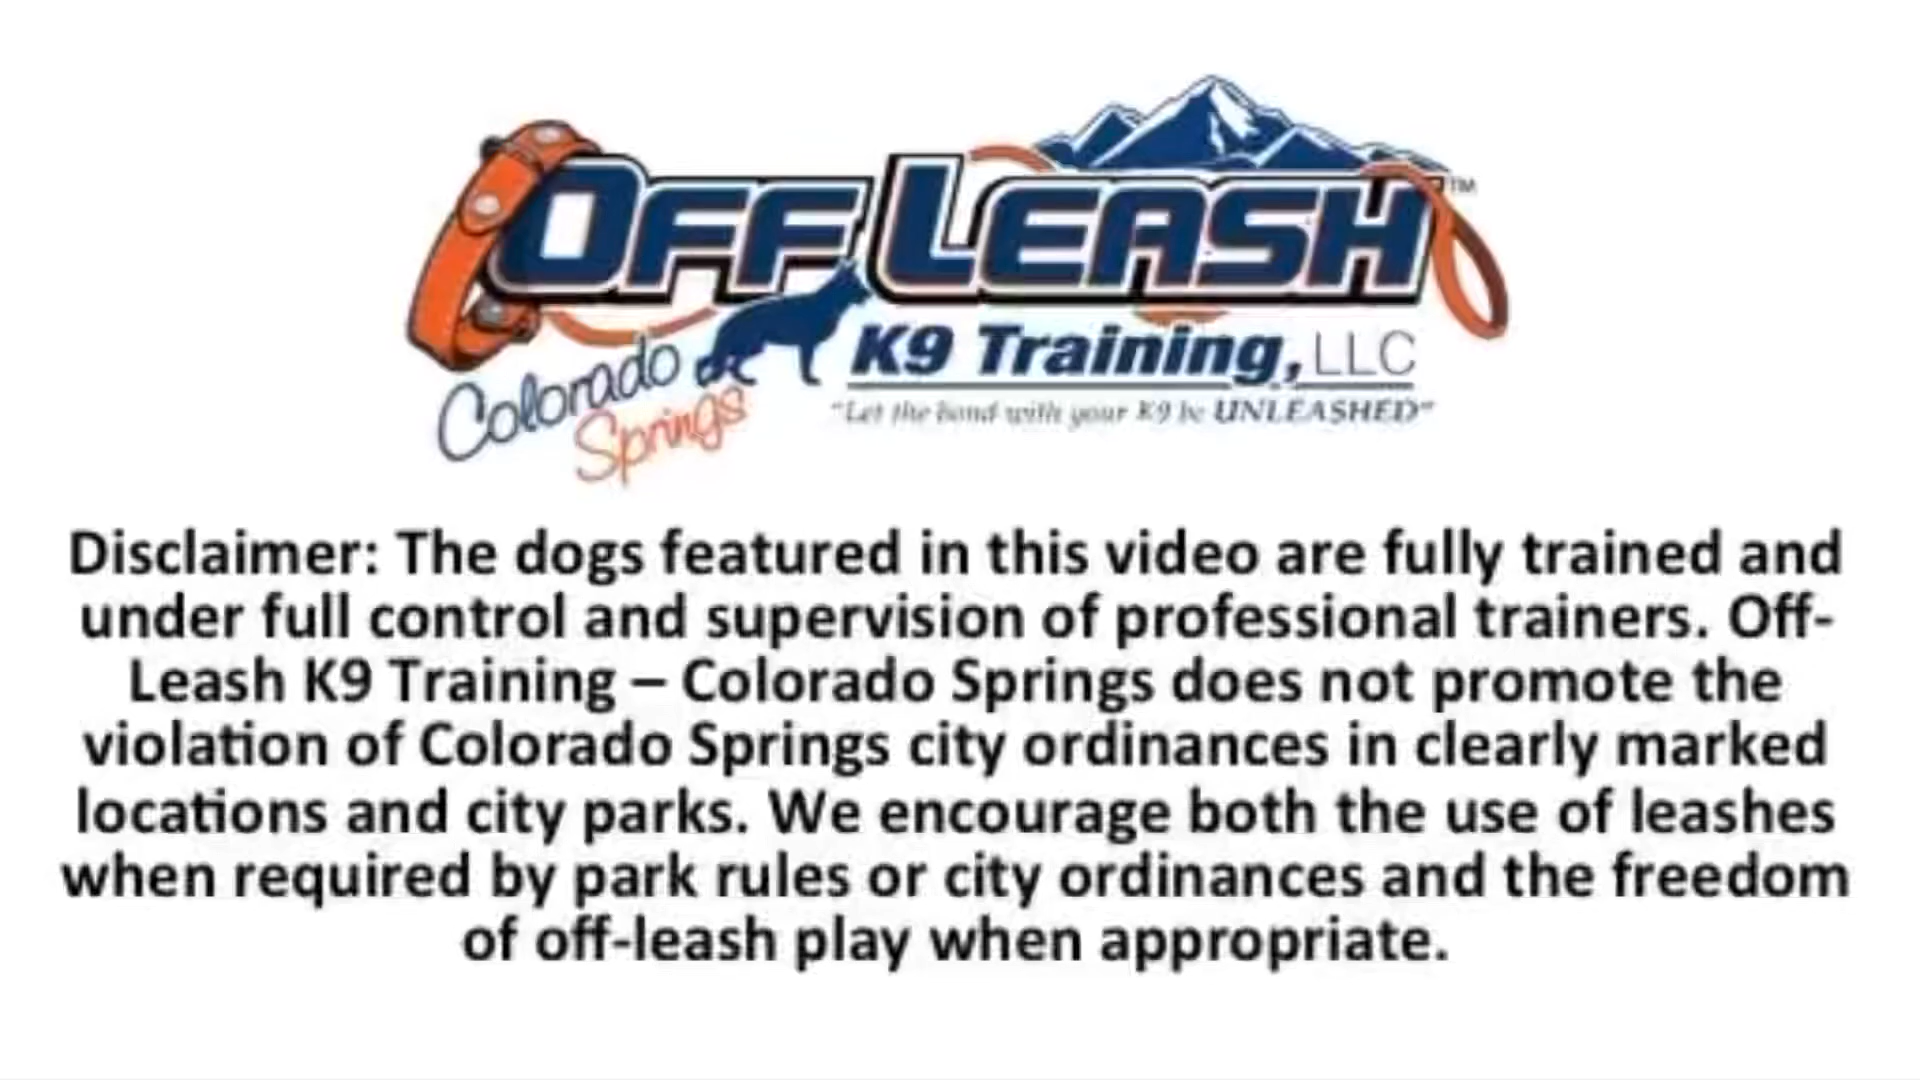 OFF LEASH™
K9 Training, LLC
Colorado
Springs
"Let the bond with your K9 be UNLEASHED"
Disclaimer: The dogs featured in this video are fully trained and
under full control and supervision of professional trainers. Off-
Leash K9 Training – Colorado Springs does not promote the
violation of Colorado Springs city ordinances in clearly marked
locations and city parks. We encourage both the use of leashes
when required by park rules or city ordinances and the freedom
of off-leash play when appropriate.